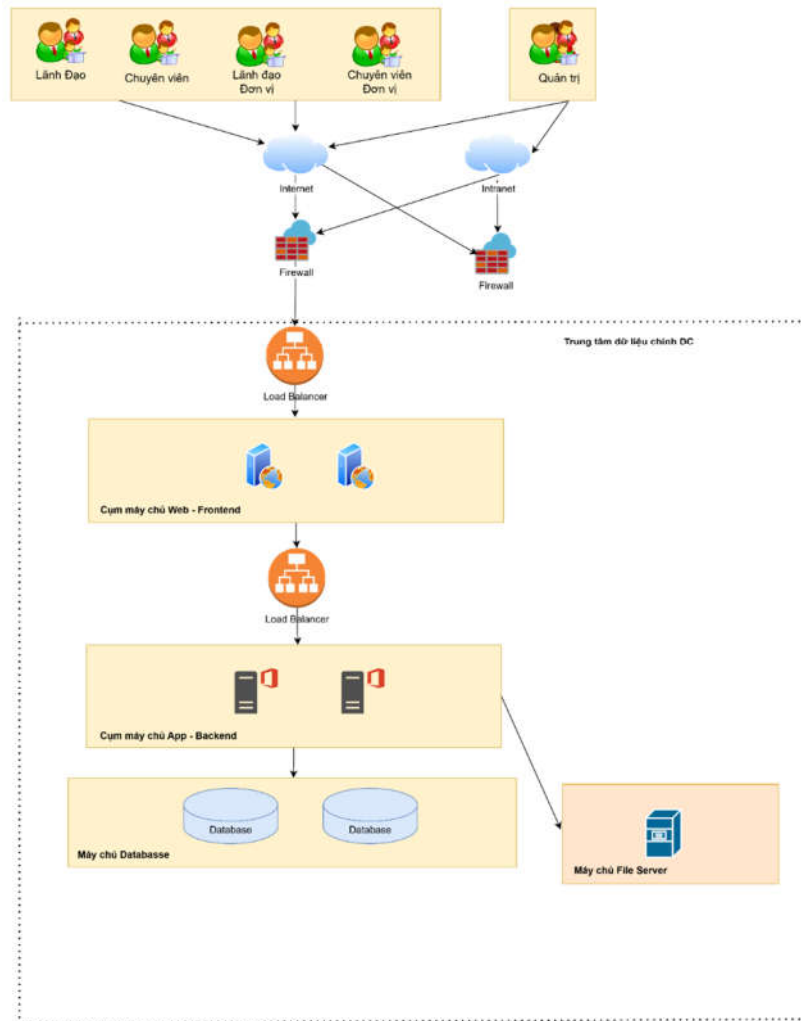 Lãnh Đạo
Chuyên viên
Lãnh đạo
Đơn vị
Chuyên viên
Đơn vị
Quản trị
Internet
Intranet
Firewall
Firewall
Trung tâm dữ liệu chính DC
Load Balancer
Cụm máy chủ Web - Frontend
Load Balancer
Cụm máy chủ App - Backend
Database
Database
Máy chủ Databasse
Máy chủ File Server